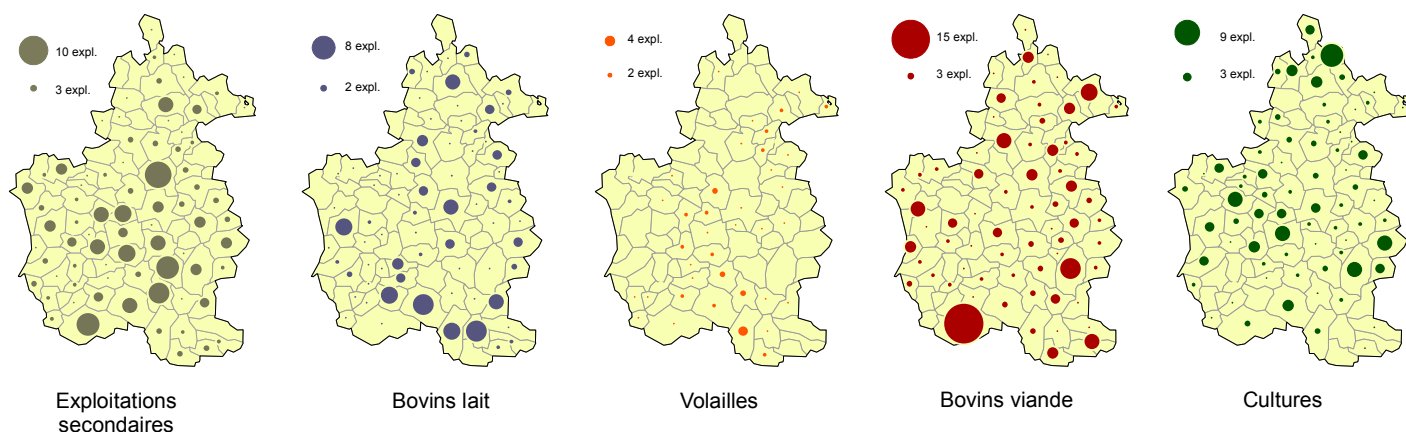 10 expl.
3 expl.
Exploitations
secondaires
8 expl.
2 expl.
Bovins lait
4 expl.
2 expl.
Volailles
15 expl.
3 expl.
Bovins viande
9 expl.
3 expl.
Cultures